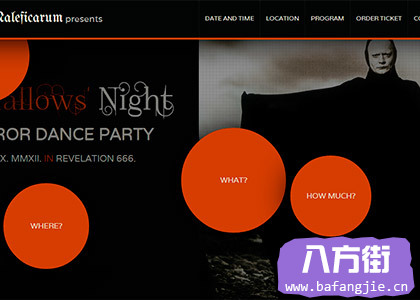 Maleficarum presents
DATE AND TIME
LOCATION
PROGRAM
ORDER TICKET
allows' Night
ROR DANCE PARTY
X. MMXII. IN REVELATION 666.
WHAT?
HOW MUCH?
WHERE?
八方街
www.bafangjie.cn